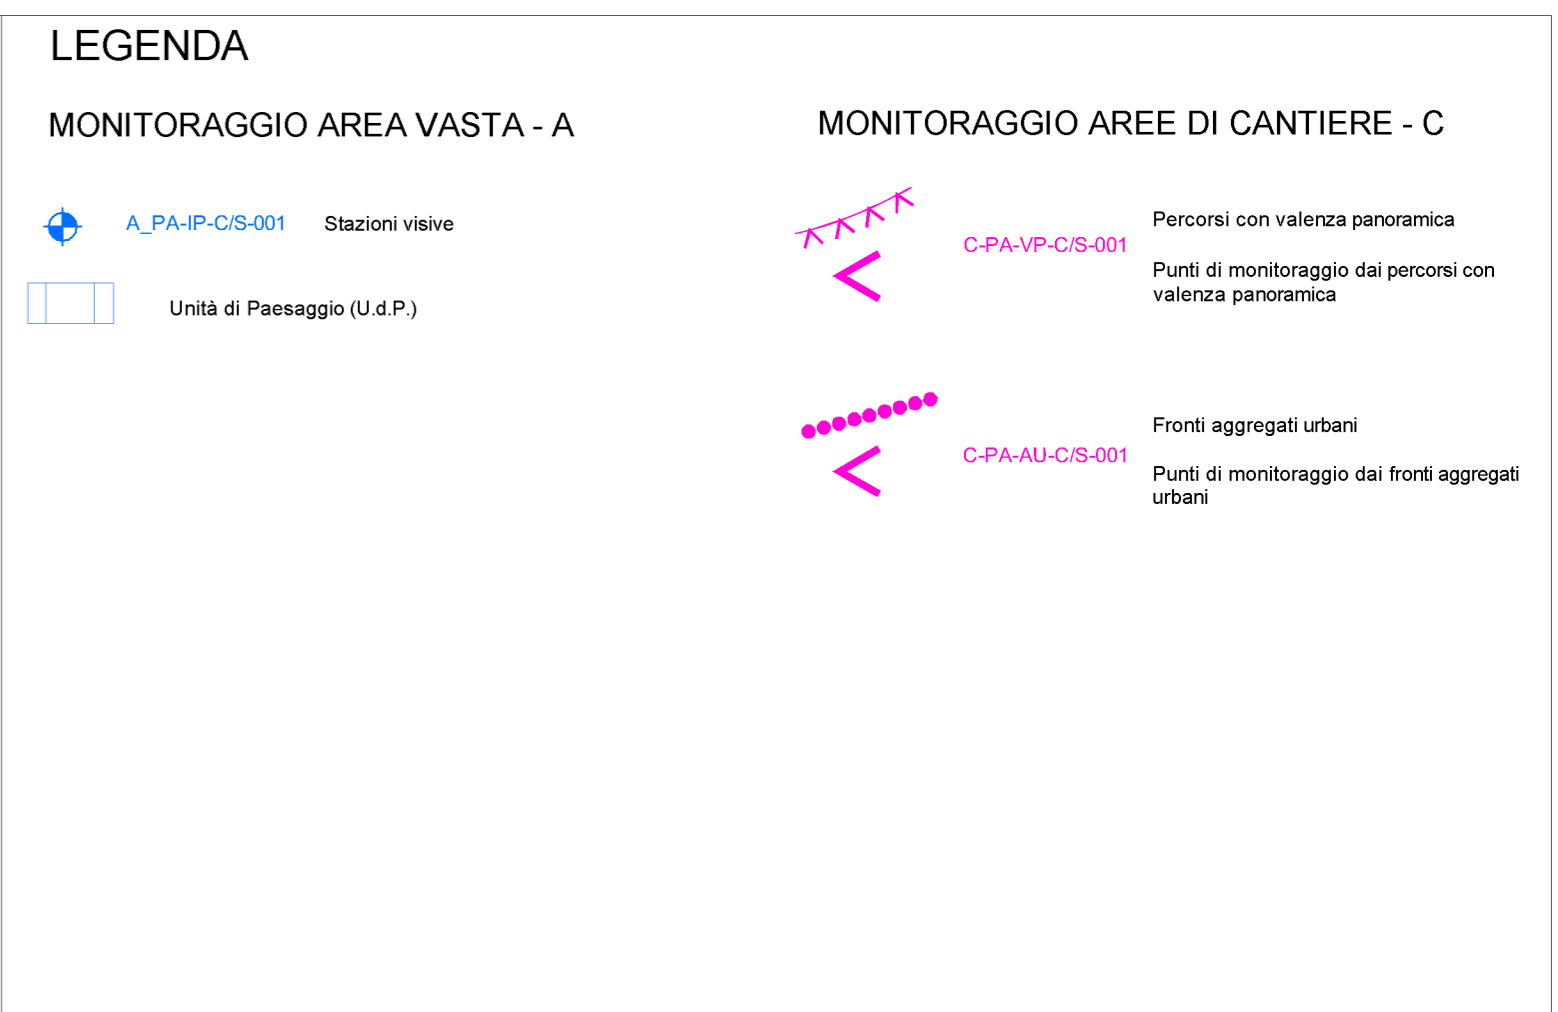 LEGENDA
MONITORAGGIO AREA VASTA - A
A_PA-IP-C/S-001 Stazioni visive
Unità di Paesaggio (U.d.P.)
MONITORAGGIO AREE DI CANTIERE - C
Percorsi con valenza panoramica
C-PA-VP-C/S-001
Punti di monitoraggio dai percorsi con
valenza panoramica
Fronti aggregati urbani
C-PA-AU-C/S-001
Punti di monitoraggio dai fronti aggregati
urbani